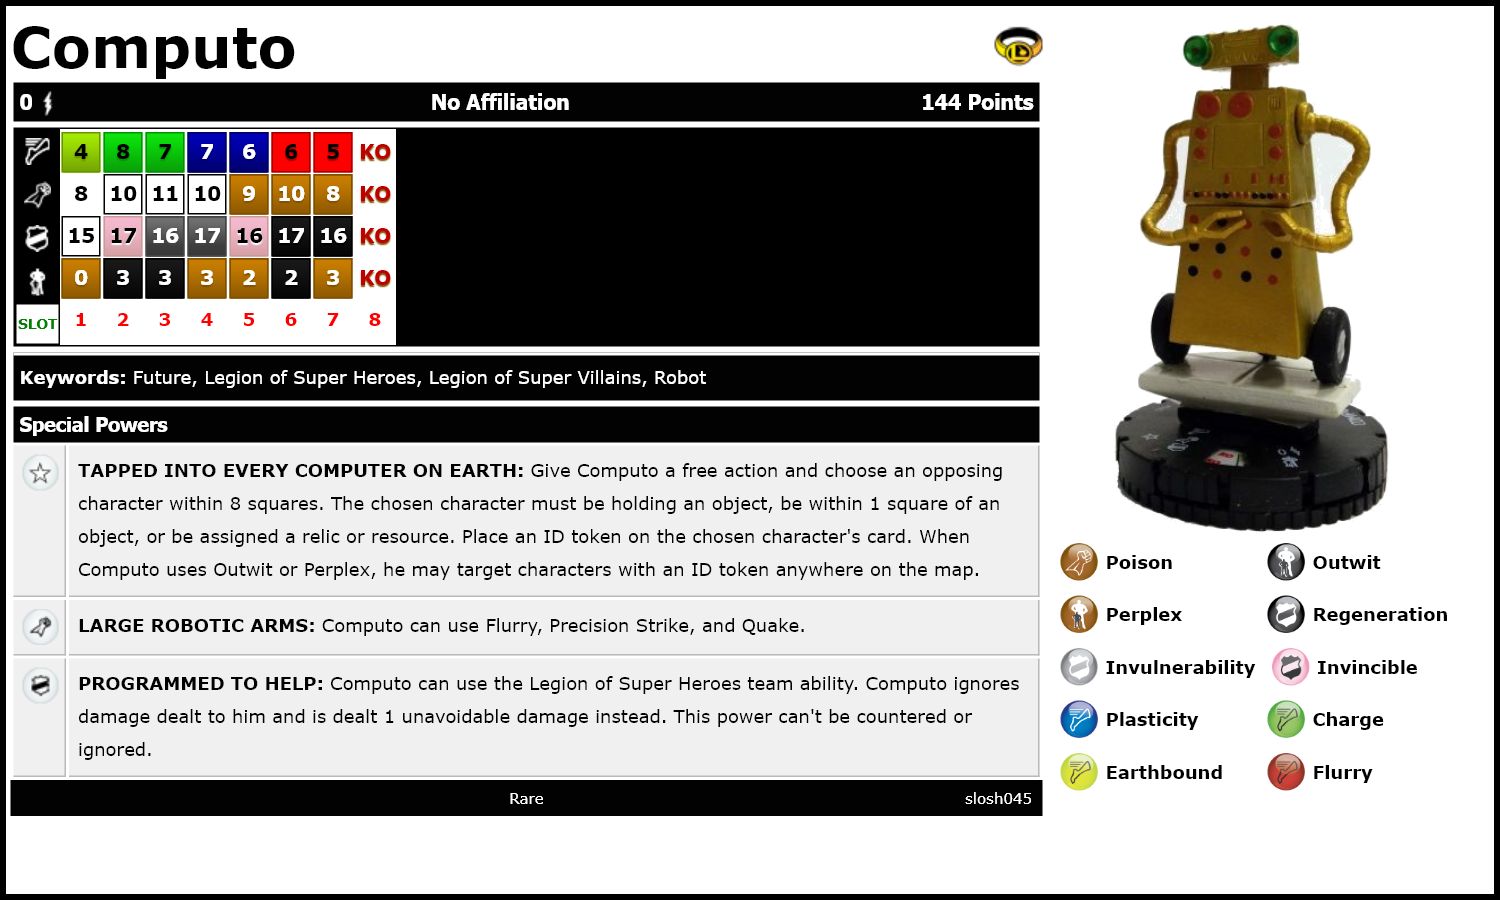 Computo
0 No Affiliation 144 Points
4 8 7 7 6 6 5 KO
8 10 11 10 9 10 8 KO
15 17 16 17 16 17 16 KO
0 3 3 3 2 2 3 KO
SLOT 1 2 3 4 5 6 7 8
Keywords: Future, Legion of Super Heroes, Legion of Super Villains, Robot
Special Powers
TAPPED INTO EVERY COMPUTER ON EARTH: Give Computo a free action and choose an opposing
character within 8 squares. The chosen character must be holding an object, be within 1 square of an
object, or be assigned a relic or resource. Place an ID token on the chosen character's card. When
Computo uses Outwit or Perplex, he may target characters with an ID token anywhere on the map.
LARGE ROBOTIC ARMS: Computo can use Flurry, Precision Strike, and Quake.
PROGRAMMED TO HELP: Computo can use the Legion of Super Heroes team ability. Computo ignores
damage dealt to him and is dealt 1 unavoidable damage instead. This power can't be countered or
ignored.
Rare slosh045
Poison Outwit
Perplex Regeneration
Invulnerability Invincible
Plasticity Charge
Earthbound Flurry